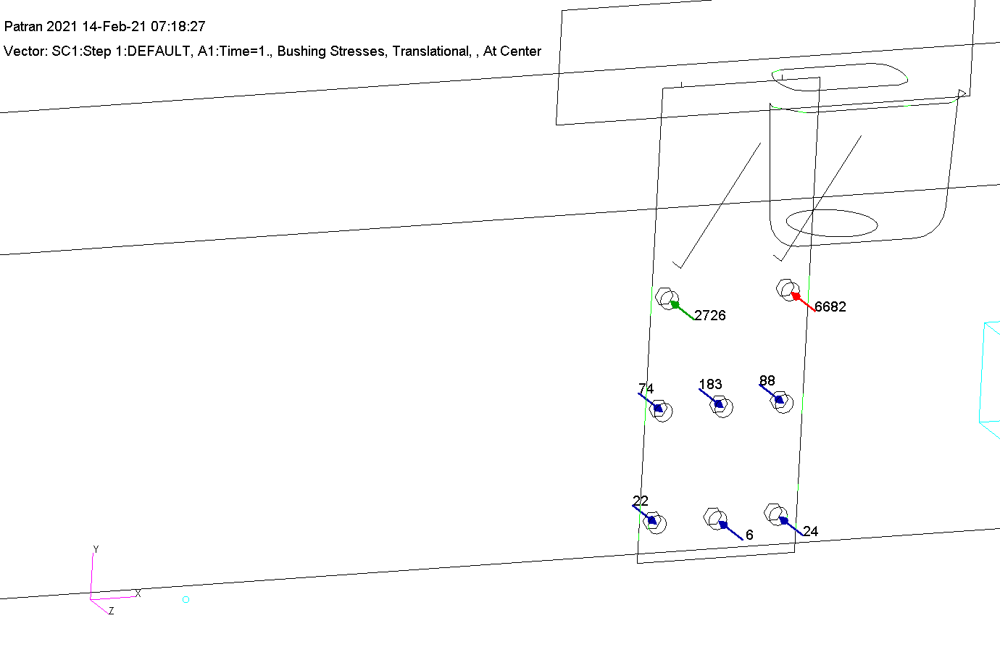 Patran 2021 14-Feb-21 07:18:27
Vector: SC1:Step 1:DEFAULT, A1:Time=1., Bushing Stresses, Translational, , At Center
2726
6682
74
183
88
22
6
24
Y
X
Z